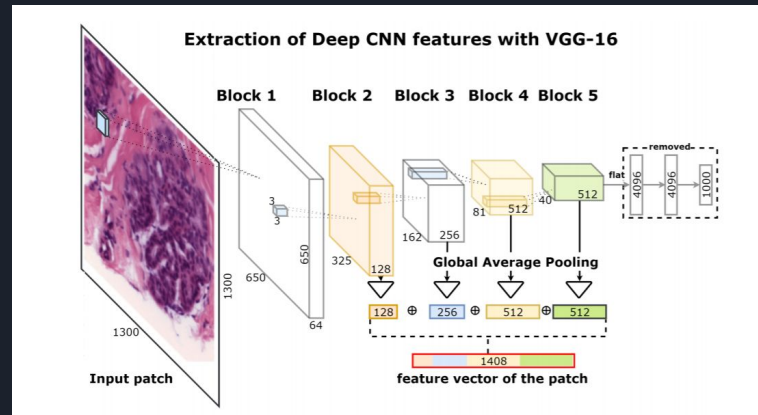 Extraction of Deep CNN features with VGG-16
Block 1
Block 2
Block 3
Block 4
Block 5
removed
flat
4096
4096
1000
3
3
650
650
64
325
128
162
256
81
512
40
512
1300
1300
Input patch
Global Average Pooling
128 ⊕ 256 ⊕ 512 ⊕ 512
1408
feature vector of the patch